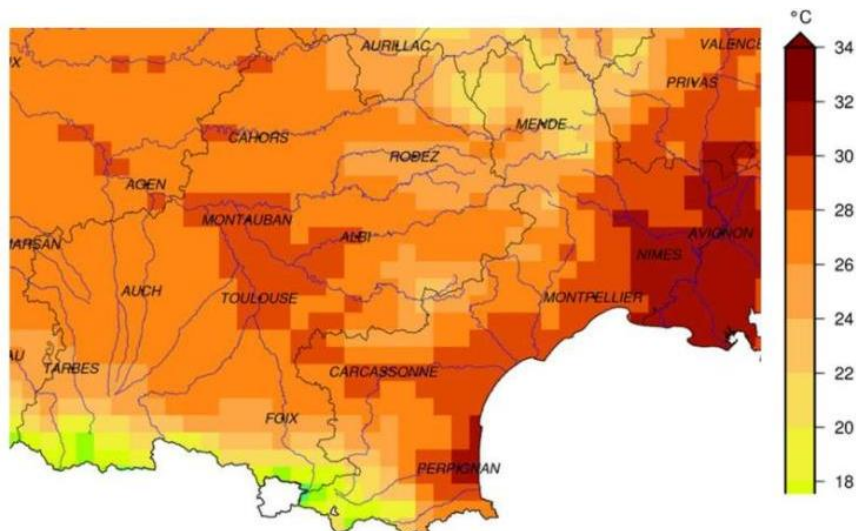 °C
AURILLAC
VALENCE
34
PRIVAS
32
MENDE
CAHORS
30
RODEZ
AGEN
28
MONTAUBAN
ALBI
AVIGNON
MARSAN
NIMES
26
AUCH
TOULOUSE
MONTPELLIER
24
TARBES
CARCASSONNE
22
FOIX
20
PERPIGNAN
18